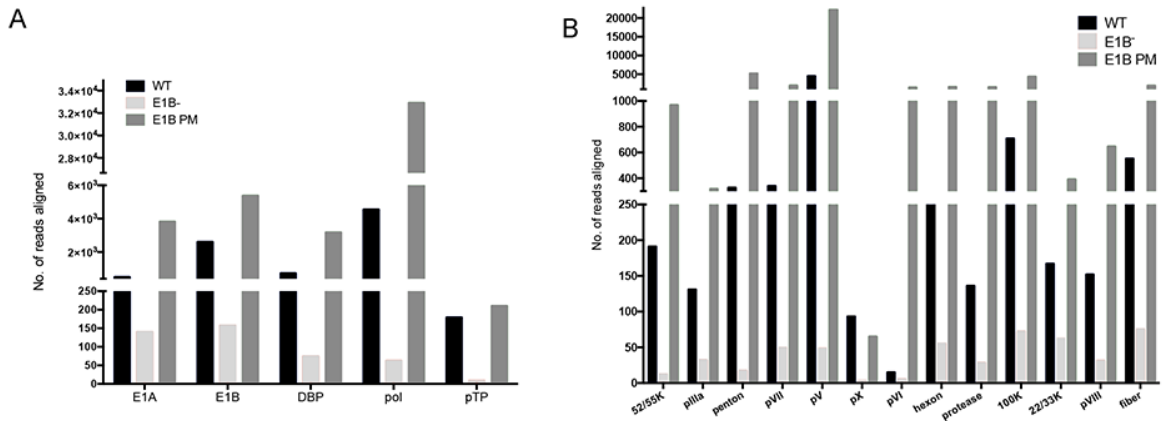 A
WT
E1B-
E1B PM
No. of reads aligned
3.4×10⁴
3.2×10⁴
3.0×10⁴
2.8×10⁴
6×10³
4×10³
2×10³
250
200
150
100
50
0
E1A E1B DBP pol pTP
B
WT
E1B⁻
E1B PM
No. of reads aligned
20000
15000
10000
5000
1000
800
600
400
250
200
150
100
50
0
52/55K pIIIa penton pVII pV pX pVI hexon protease 100K 22/33K pVIII fiber